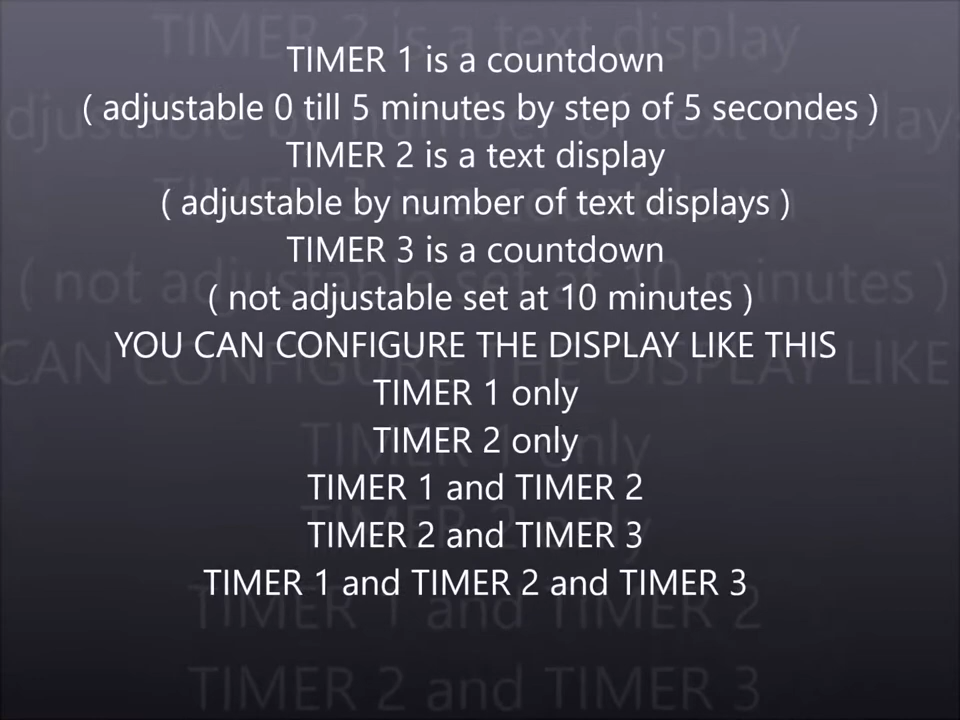 TIMER 1 is a countdown
( adjustable 0 till 5 minutes by step of 5 secondes )
TIMER 2 is a text display
( adjustable by number of text displays )
TIMER 3 is a countdown
( not adjustable set at 10 minutes )
YOU CAN CONFIGURE THE DISPLAY LIKE THIS
TIMER 1 only
TIMER 2 only
TIMER 1 and TIMER 2
TIMER 2 and TIMER 3
TIMER 1 and TIMER 2 and TIMER 3